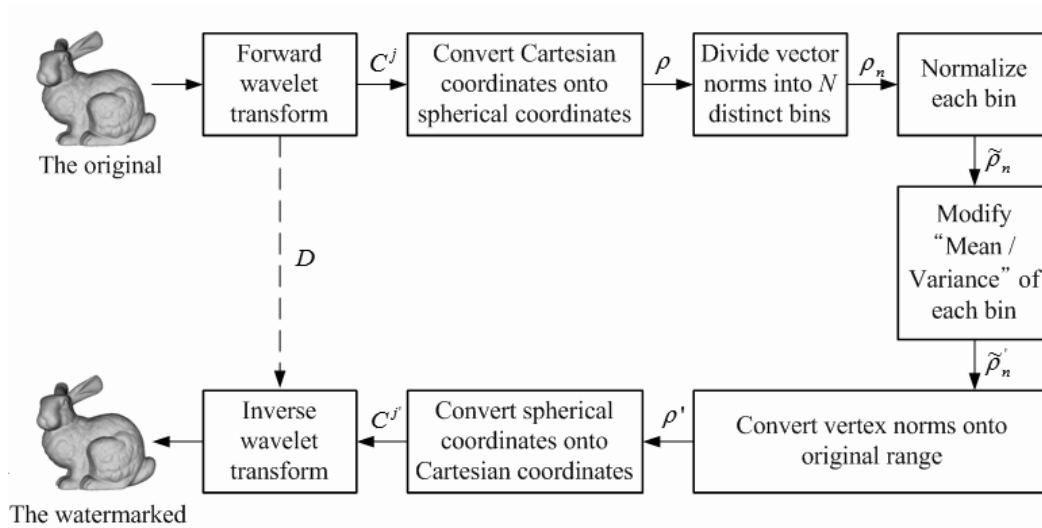 The original
Forward
wavelet
transform
C^j
Convert Cartesian
coordinates onto
spherical coordinates
ρ
Divide vector
norms into N
distinct bins
ρ_n
Normalize
each bin
ρ̃_n
Modify
“Mean /
Variance” of
each bin
ρ̃_n'
D
Convert vertex norms onto
original range
ρ'
Convert spherical
coordinates onto
Cartesian coordinates
C^j'
Inverse
wavelet
transform
The watermarked